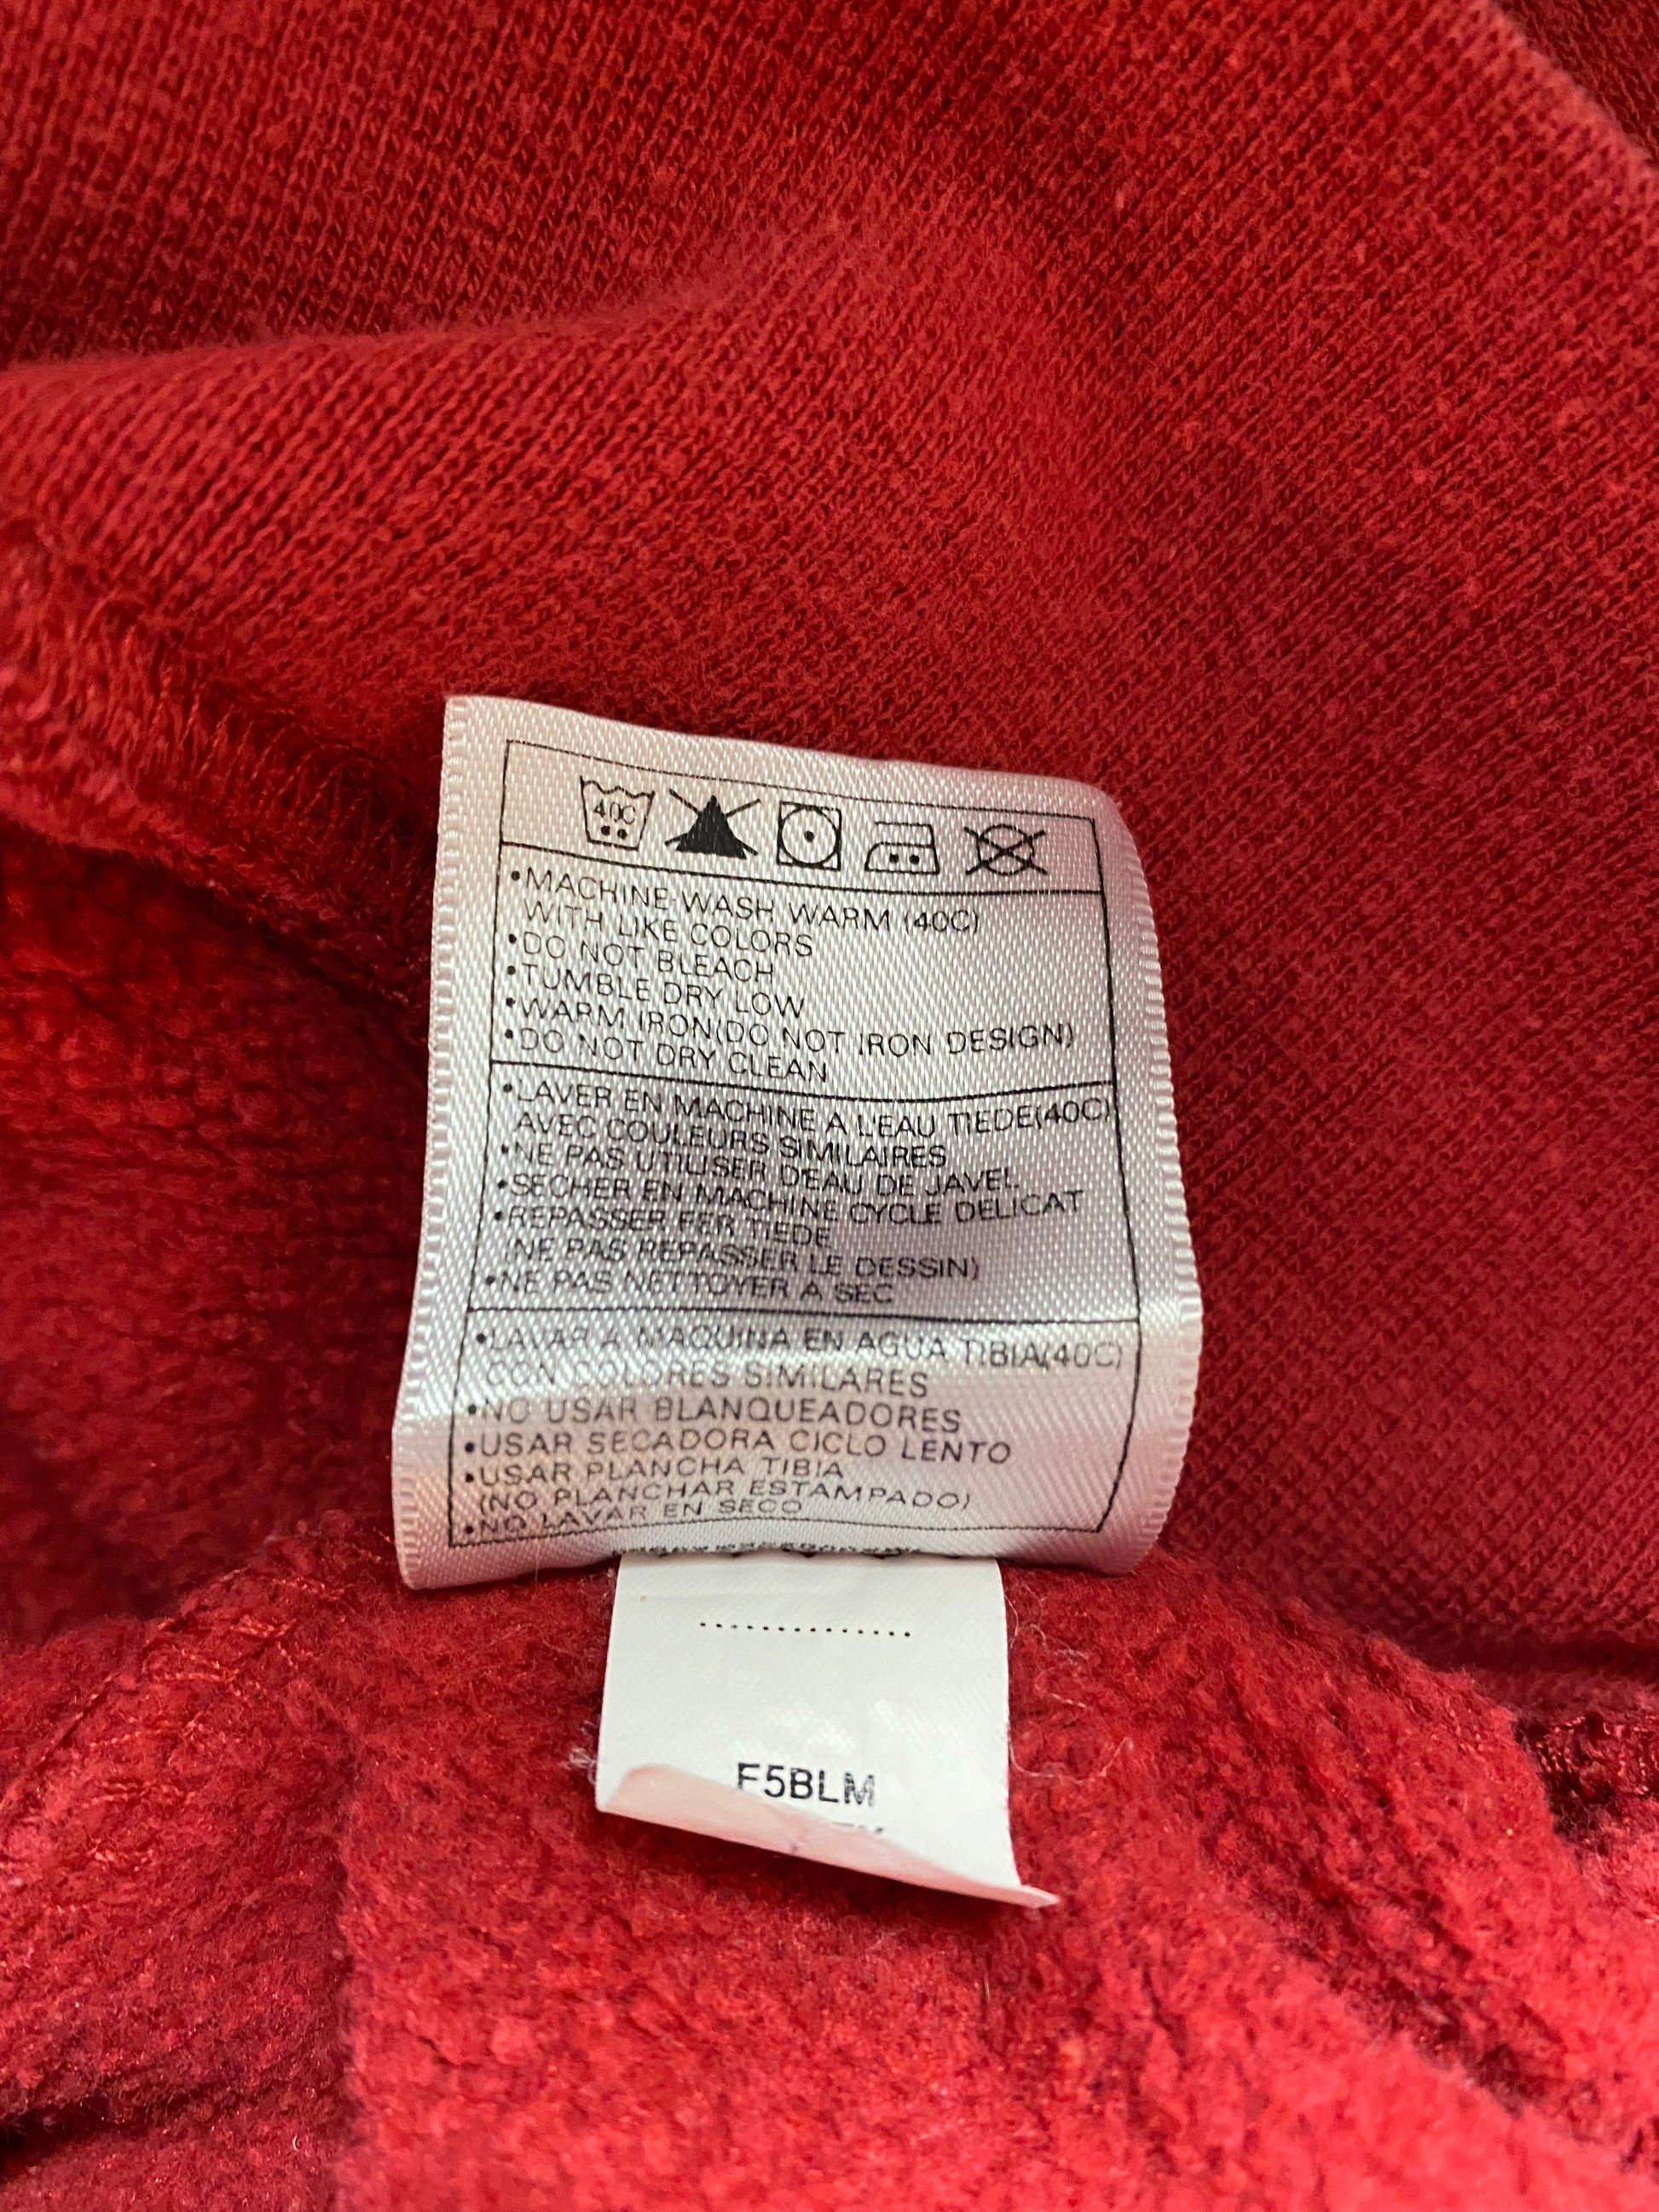 40C
•MACHINE WASH WARM (40C)
WITH LIKE COLORS
•DO NOT BLEACH
•TUMBLE DRY LOW
•WARM IRON(DO NOT IRON DESIGN)
•DO NOT DRY CLEAN
•LAVER EN MACHINE A L'EAU TIEDE(40C)
AVEC COULEURS SIMILAIRES
•NE PAS UTILISER D'EAU DE JAVEL
•SECHER EN MACHINE CYCLE DELICAT
•REPASSER FER TIEDE
(NE PAS REPASSER LE DESSIN)
•NE PAS NETTOYER A SEC
•LAVAR A MAQUINA EN AGUA TIBIA(40C)
CON COLORES SIMILARES
•NO USAR BLANQUEADORES
•USAR SECADORA CICLO LENTO
•USAR PLANCHA TIBIA
(NO PLANCHAR ESTAMPADO)
•NO LAVAR EN SECO
F5BLM